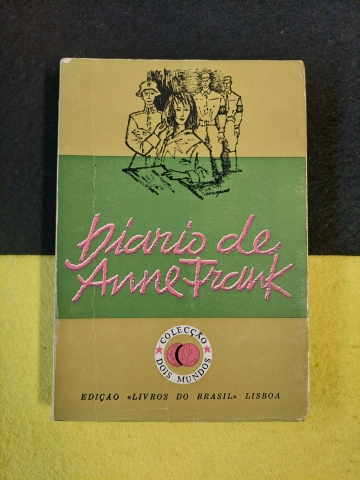 Diario de
Anne Frank
COLECÇÃO
DOIS MUNDOS
EDIÇÃO «LIVROS DO BRASIL» LISBOA